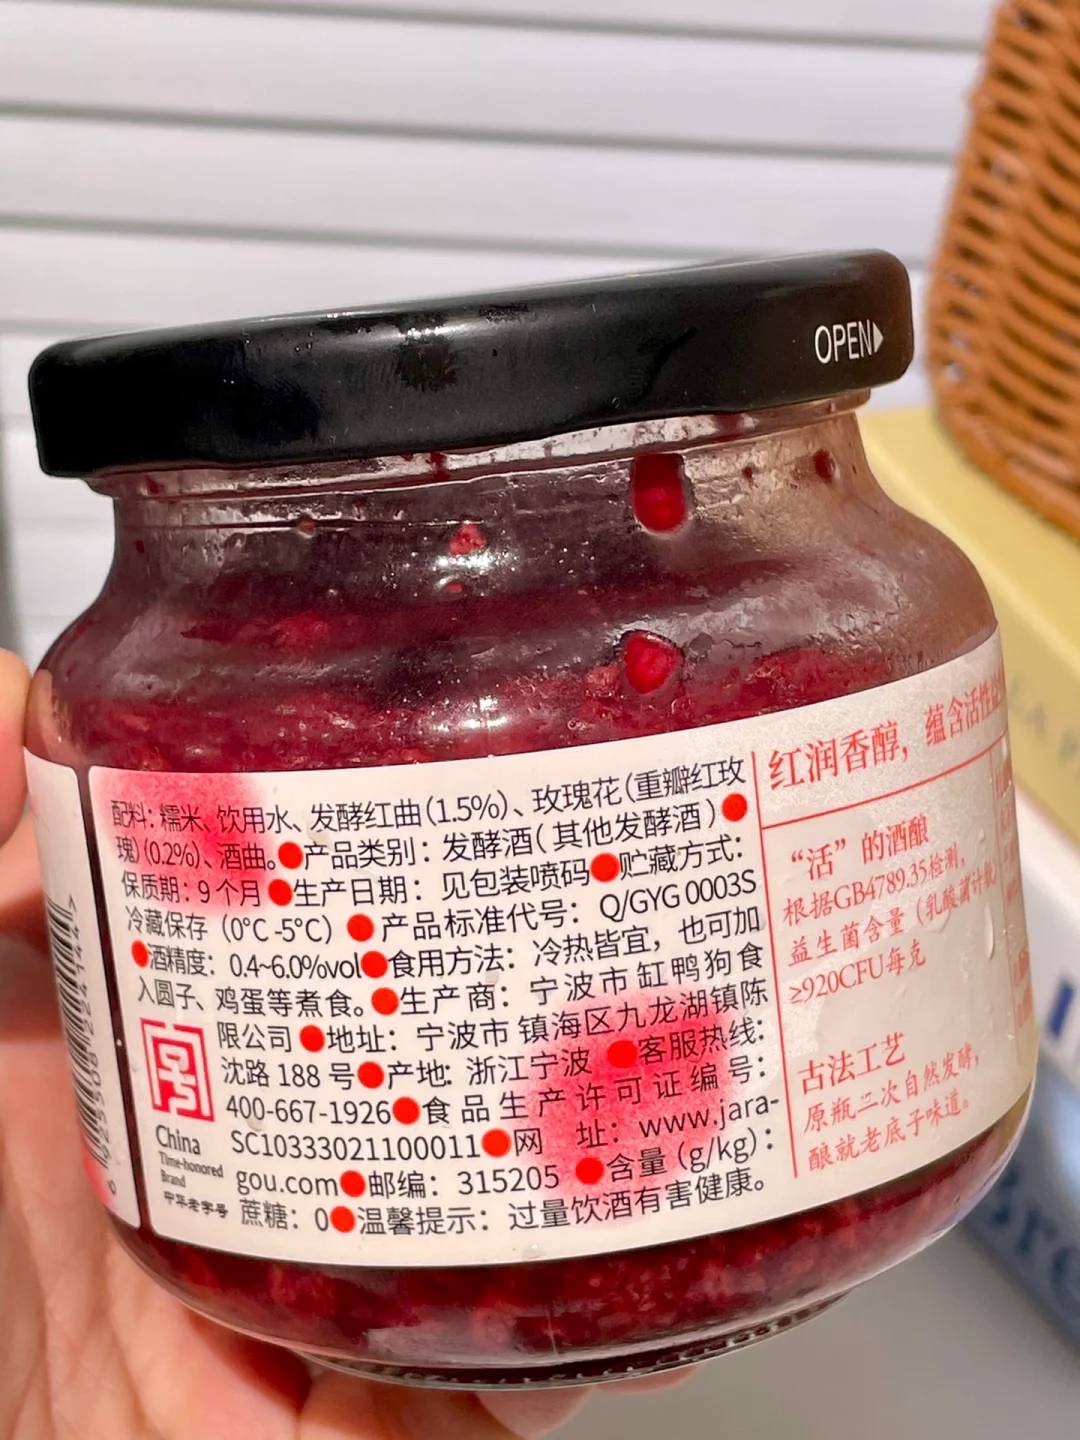 OPEN
配料：糯米、饮用水、发酵红曲(1.5%)、玫瑰花(重瓣红玫
瑰)(0.2%)、酒曲。●产品类别：发酵酒(其他发酵酒)●
保质期：9个月●生产日期：见包装喷码●贮藏方式：
冷藏保存（0°C -5°C）●产品标准代号：Q/GYG 0003S
●酒精度：0.4~6.0%vol●食用方法：冷热皆宜，也可加
入圆子、鸡蛋等煮食。●生产商：宁波市缸鸭狗食
限公司●地址：宁波市镇海区九龙湖镇陈
沈路188号●产地：浙江宁波●客服热线：
400-667-1926●食品生产许可证编号：
SC10333021100011●网 址：www.jara-
gou.com●邮编：315205●含量(g/kg)：
蔗糖：0●温馨提示：过量饮酒有害健康。
China
Time-honored
Brand
中华老字号
红润香醇，蕴含活性
“活”的酒酿
根据GB4789.35检测，
益生菌含量（乳酸菌计数）
≥920CFU每克
古法工艺
原瓶二次自然发酵，
酿就老底子味道。